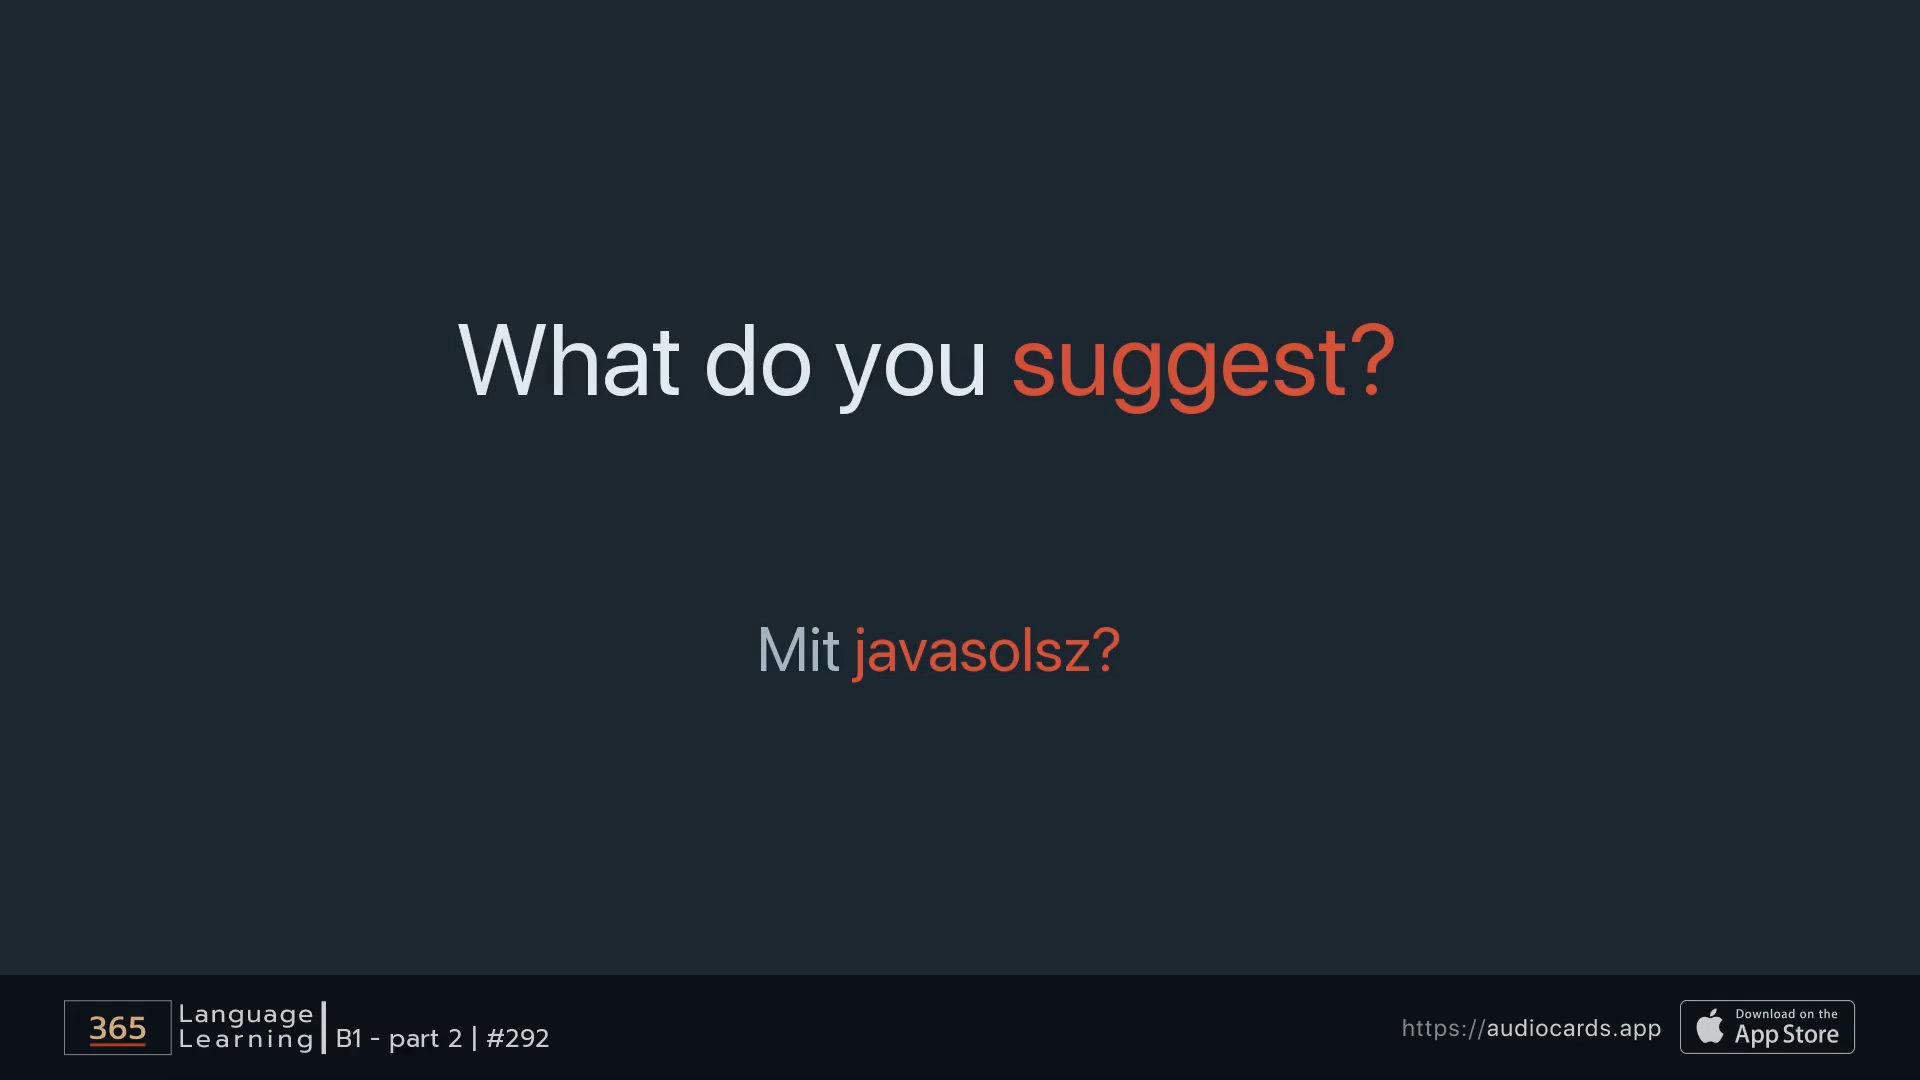 What do you suggest?
Mit javasolsz?
365
Language
Learning
B1 - part 2 | #292
https://audiocards.app
Download on the
App Store